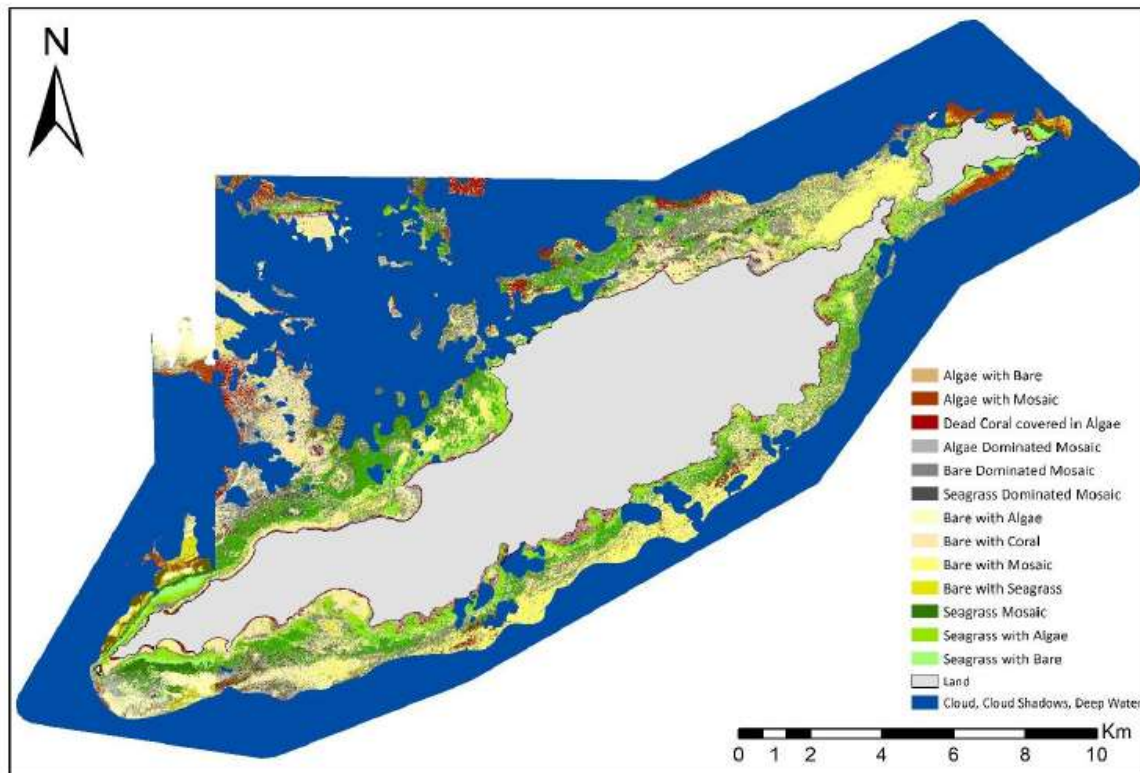 N
Algae with Bare
Algae with Mosaic
Dead Coral covered in Algae
Algae Dominated Mosaic
Bare Dominated Mosaic
Seagrass Dominated Mosaic
Bare with Algae
Bare with Coral
Bare with Mosaic
Bare with Seagrass
Seagrass Mosaic
Seagrass with Algae
Seagrass with Bare
Land
Cloud, Cloud Shadows, Deep Water
Km
0 1 2 4 6 8 10